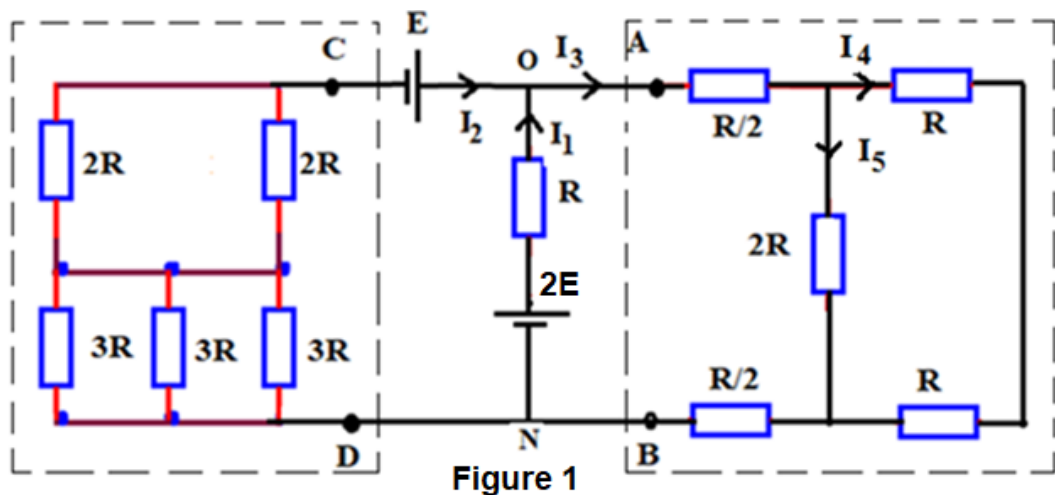 C E O I3 A I4
I2 I1 R/2 R
2R 2R R I5
2R
2E
3R 3R 3R R/2 R
D N B
Figure 1